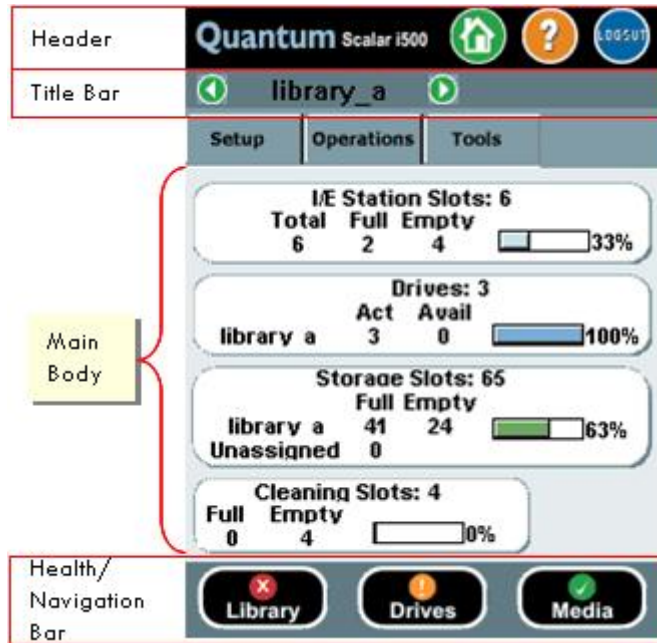 Header
Quantum Scalar i500
?
LOGOUT
Title Bar
library_a
Setup Operations Tools
Main
Body
I/E Station Slots: 6
Total Full Empty
6 2 4 33%
Drives: 3
Act Avail
library_a 3 0 100%
Storage Slots: 65
Full Empty
library_a 41 24 63%
Unassigned 0
Cleaning Slots: 4
Full Empty
0 4 0%
Health/
Navigation
Bar
Library
! Drives
Media